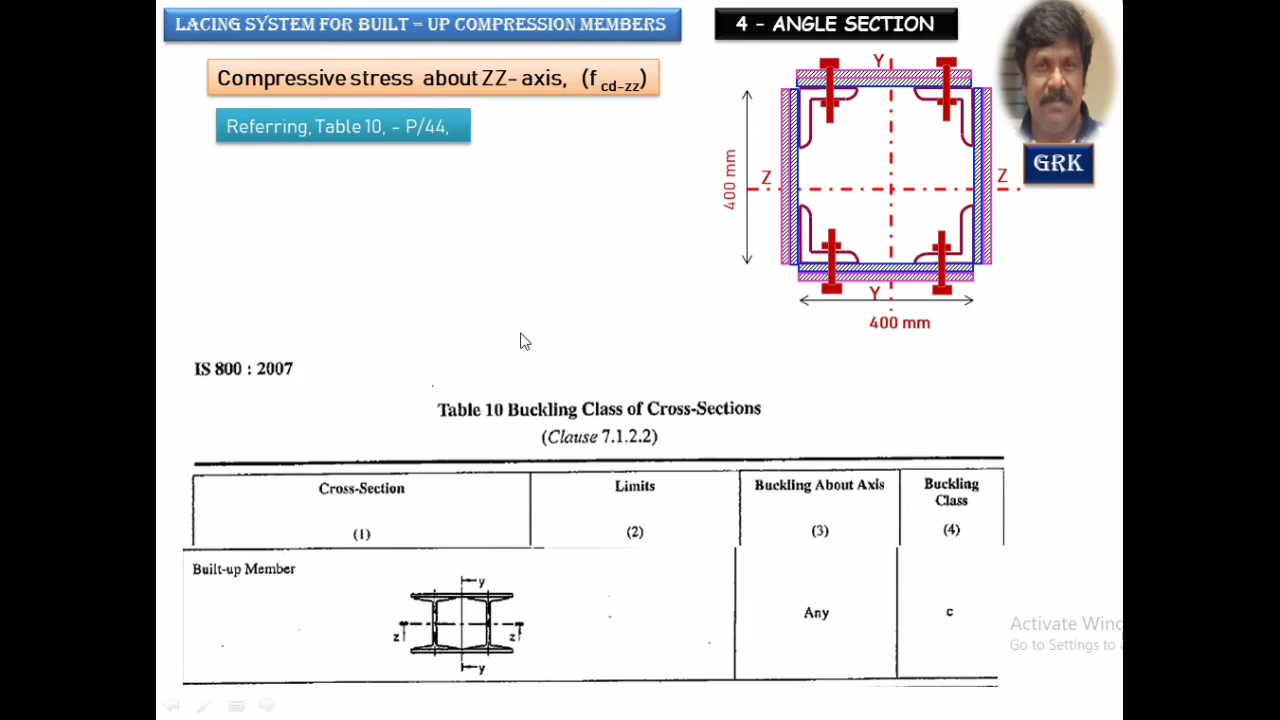 LACING SYSTEM FOR BUILT – UP COMPRESSION MEMBERS
4 - ANGLE SECTION
Compressive stress about ZZ- axis, (f cd-zz)
Referring, Table 10, - P/44,
GRK
Y
400 mm
Z
Z
Y
400 mm
IS 800 : 2007
Table 10 Buckling Class of Cross-Sections
(Clause 7.1.2.2)
Cross-Section
Limits
Buckling About Axis
Buckling Class
(1)
(2)
(3)
(4)
Built-up Member
y
z
z
y
Any
c
Activate Wind
Go to Settings to a